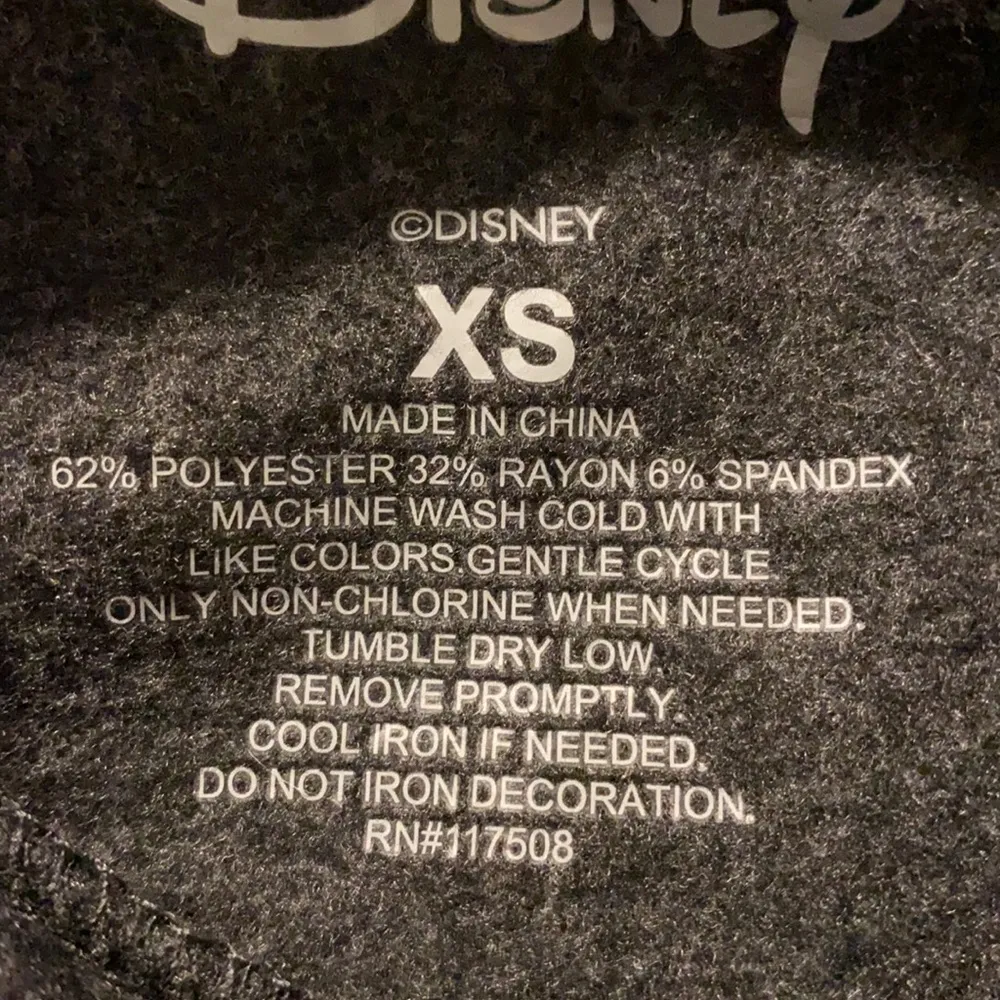 Disney
©DISNEY
XS
MADE IN CHINA
62% POLYESTER 32% RAYON 6% SPANDEX
MACHINE WASH COLD WITH
LIKE COLORS.GENTLE CYCLE.
ONLY NON-CHLORINE WHEN NEEDED.
TUMBLE DRY LOW.
REMOVE PROMPTLY.
COOL IRON IF NEEDED.
DO NOT IRON DECORATION.
RN#117508